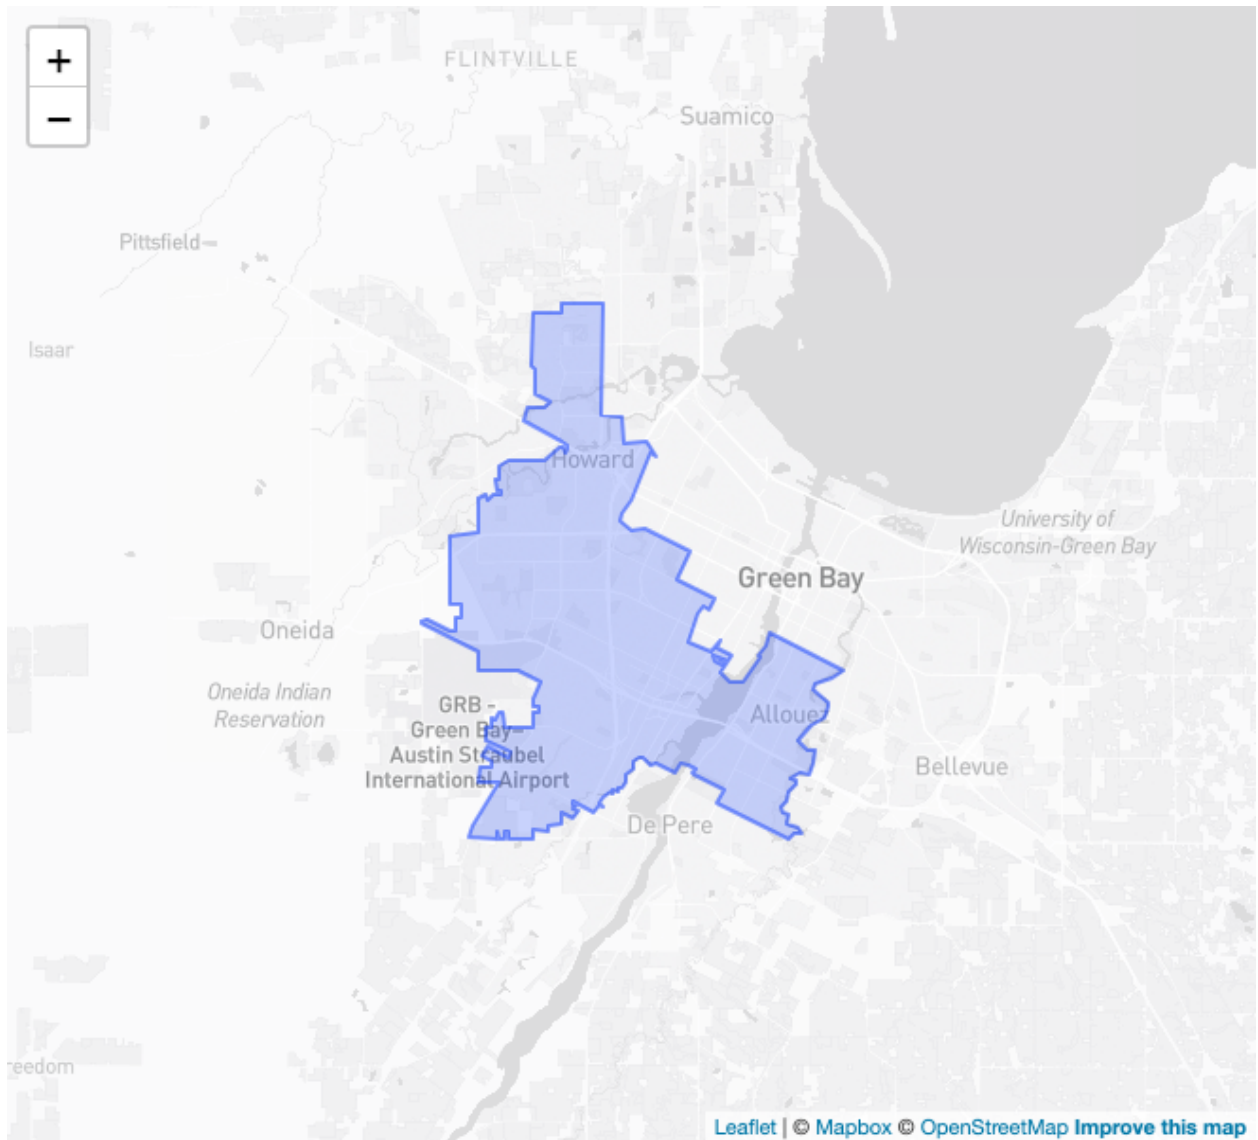 +
−
FLINTVILLE
Suamico
Pittsfield
Isaar
Howard
University of
Wisconsin-Green Bay
Green Bay
Oneida
Oneida Indian
Reservation
GRB -
Green Bay–
Austin Straubel
International Airport
Allouez
Bellevue
De Pere
reedom
Leaflet | © Mapbox © OpenStreetMap Improve this map